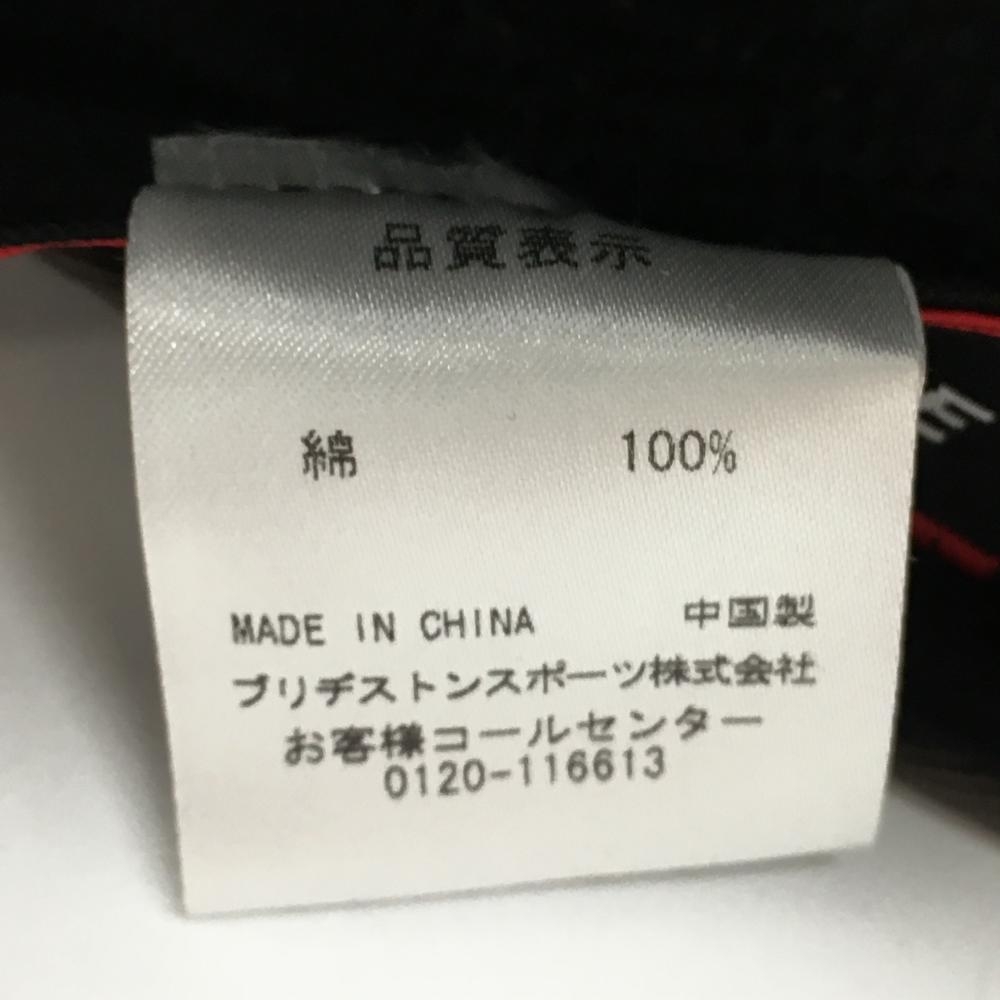 品質表示
綿 100%
MADE IN CHINA 中国製
ブリヂストンスポーツ株式会社
お客様コールセンター
0120-116613